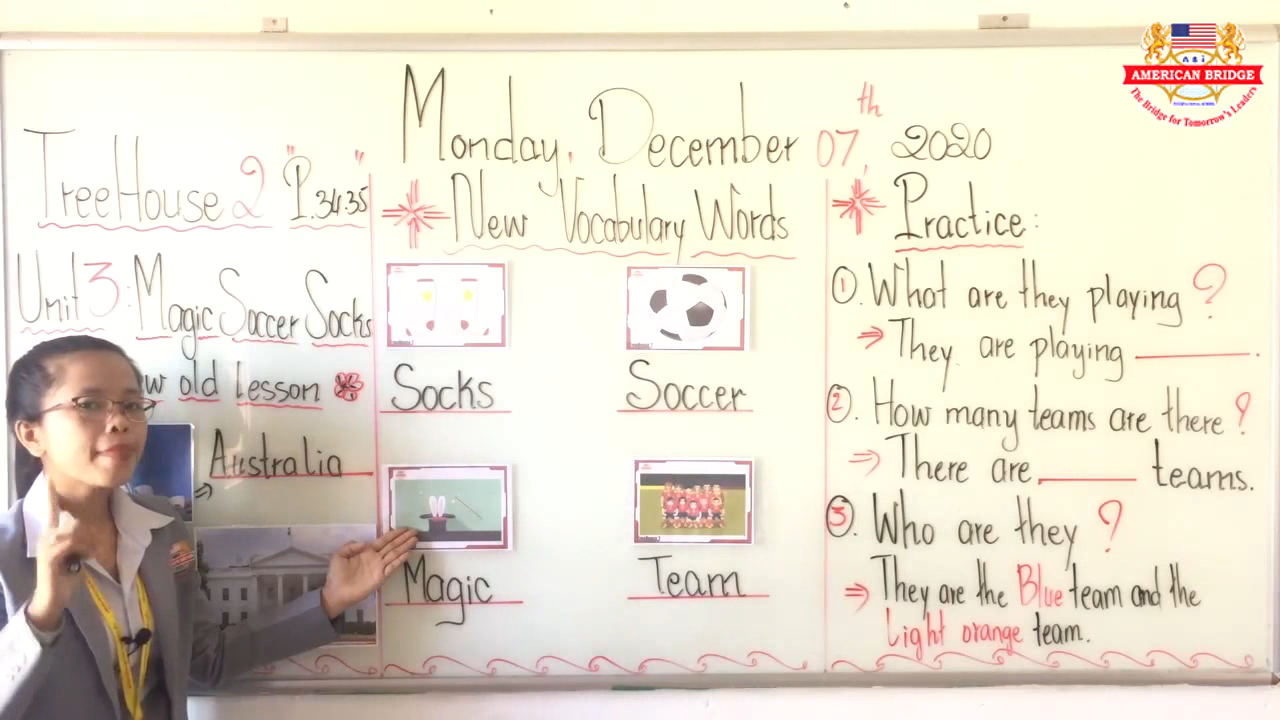 Monday, December 07th, 2020
TreeHouse 2 "P.34-35"
Unit 3: Magic Soccer Socks
old lesson
Australia
New Vocabulary Words
Socks
Soccer
Magic
Team
Practice:
①. What are they playing?
⇒ They are playing ________.
②. How many teams are there?
⇒ There are ______ teams.
③. Who are they?
⇒ They are the Blue team and the
Light orange team.
AMERICAN BRIDGE
The Bridge for Tomorrow's Leaders